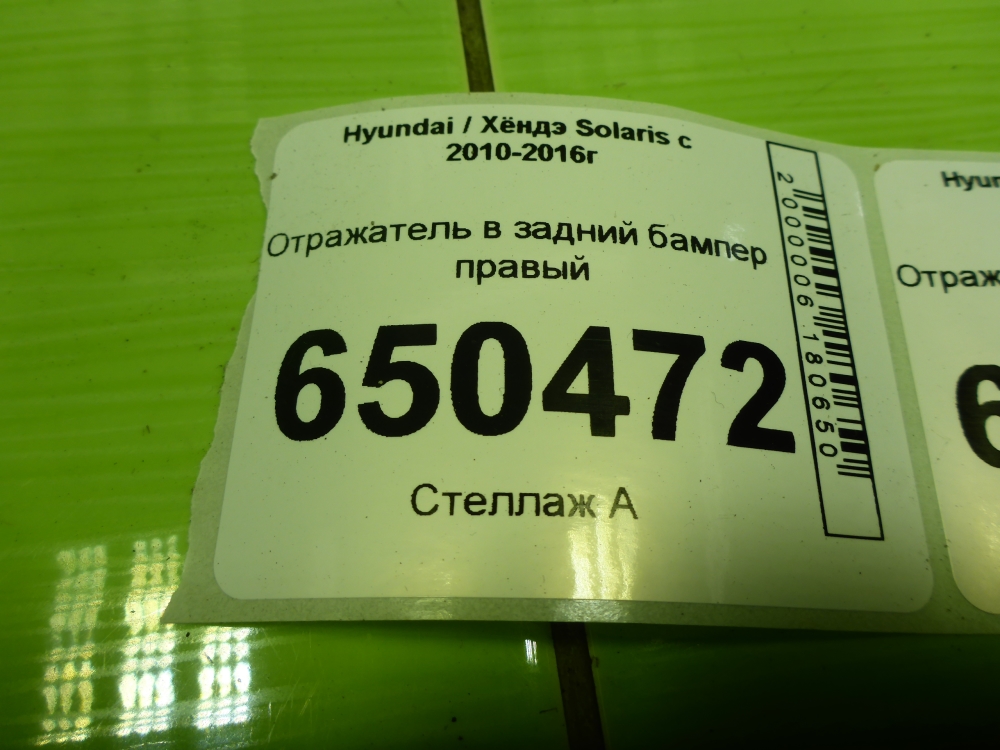 Hyundai / Хёндэ Solaris с
2010-2016г
Отражатель в задний бампер
правый
650472
Стеллаж А
2000006180650
Hyun
Отраж
6